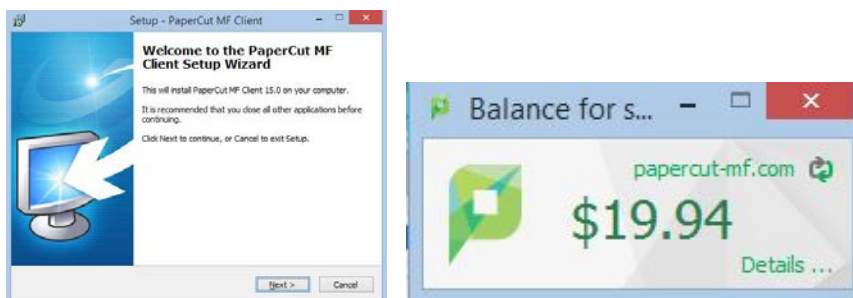 Setup - PaperCut MF Client
Welcome to the PaperCut MF
Client Setup Wizard
This will install PaperCut MF Client 15.0 on your computer.
It is recommended that you close all other applications before
continuing.
Click Next to continue, or Cancel to exit Setup.
Next >
Cancel
Balance for s...
papercut-mf.com
$19.94
Details ...